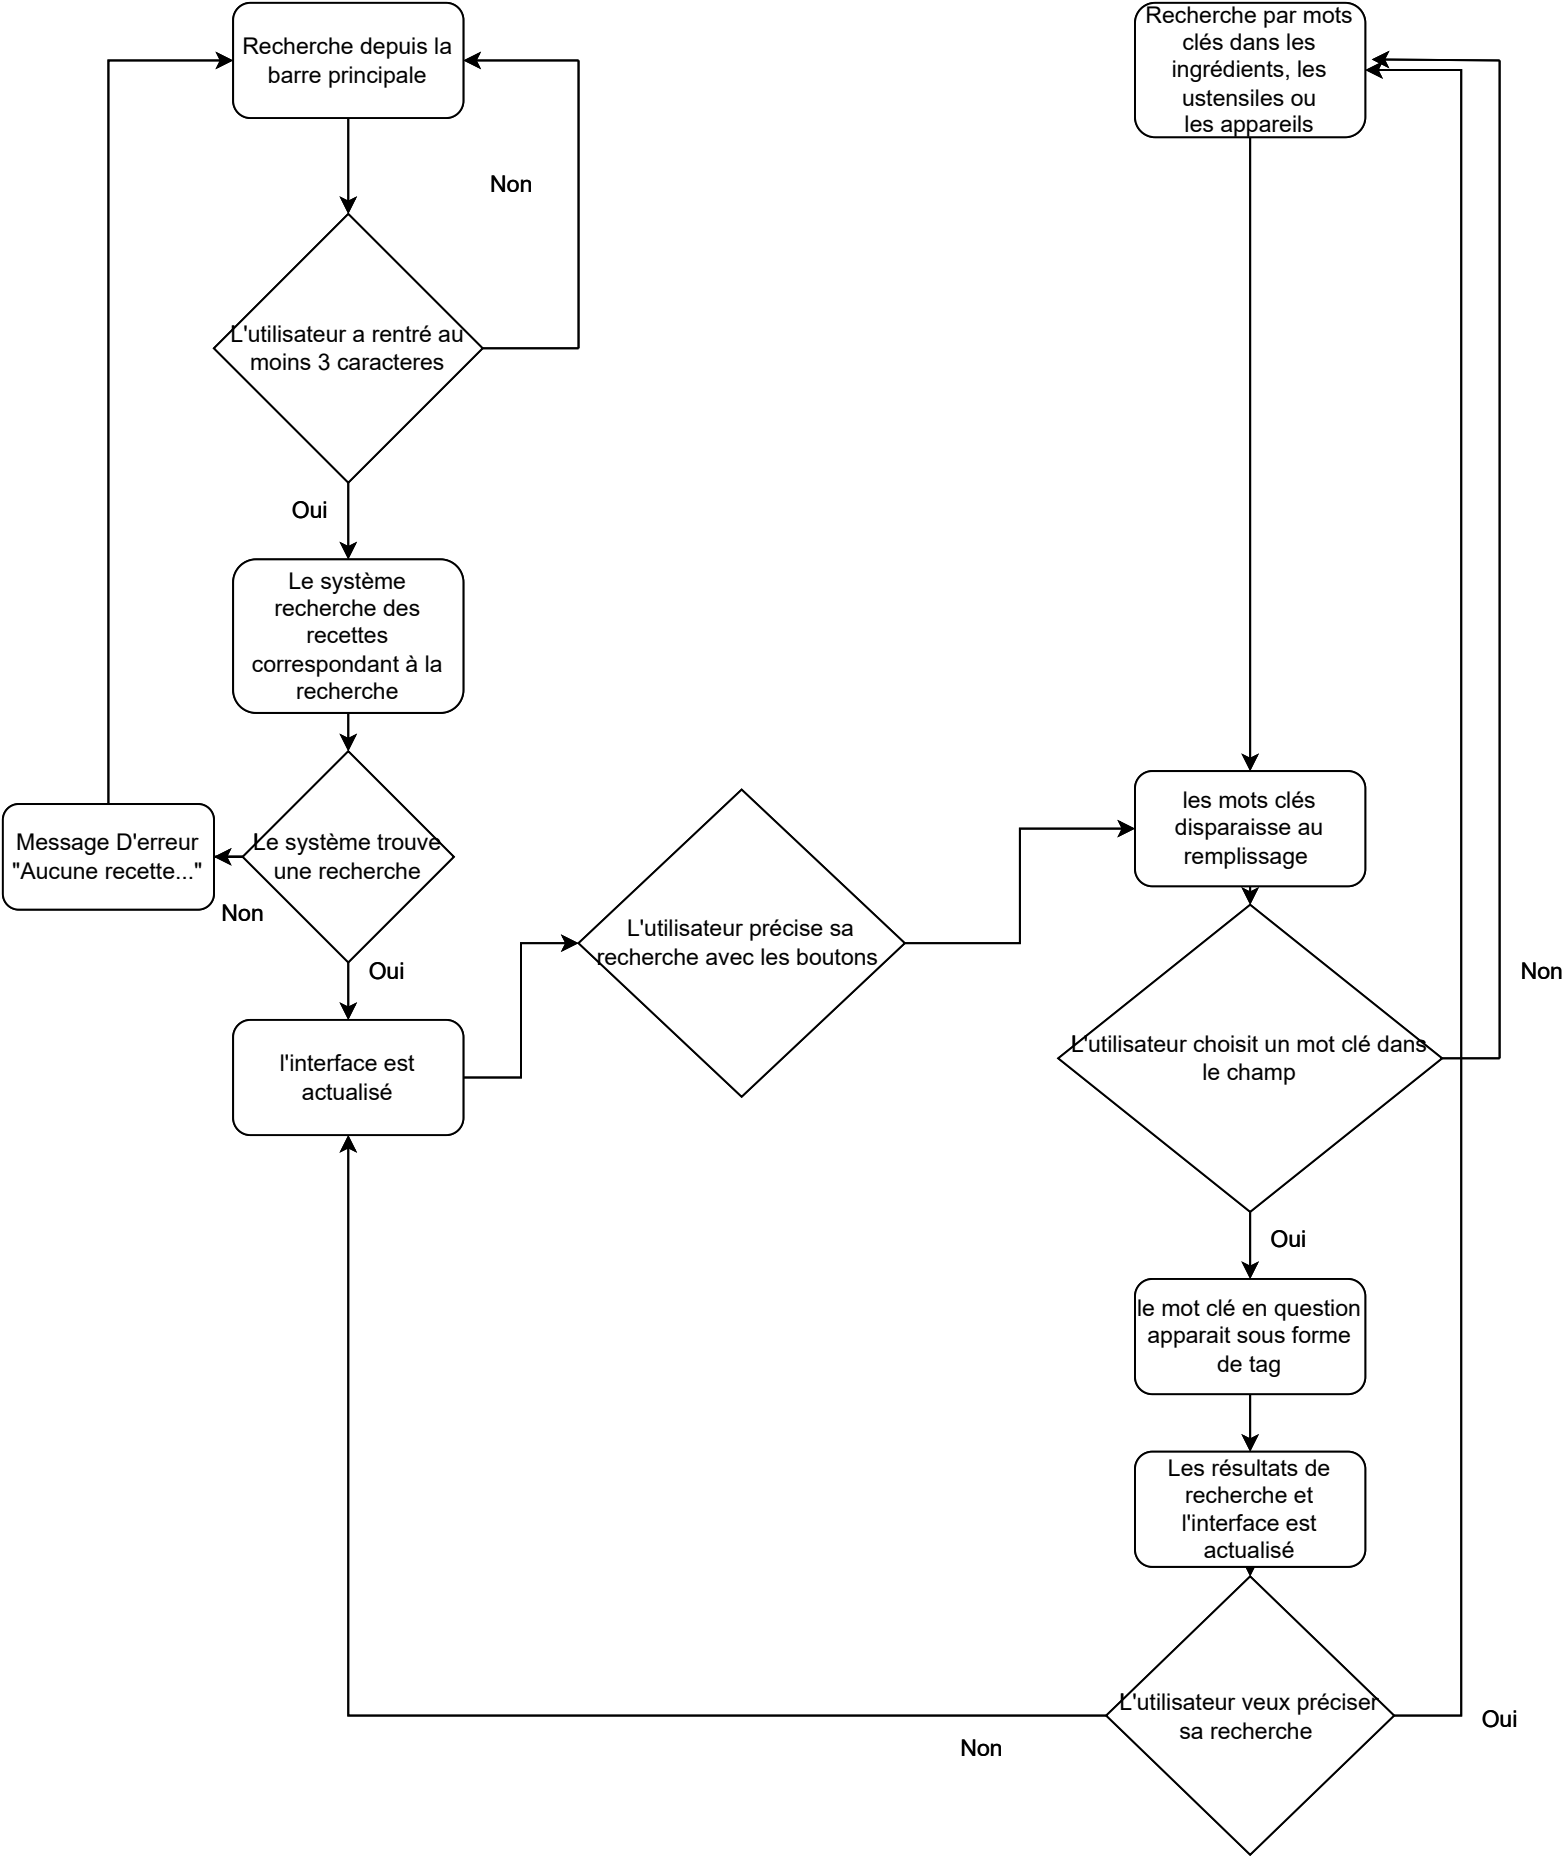 Recherche depuis la
barre principale
Non
L'utilisateur a rentré au
moins 3 caracteres
Oui
Le système
recherche des
recettes
correspondant à la
recherche
Le système trouve
une recherche
Message D'erreur
"Aucune recette..."
Non
Oui
l'interface est
actualisé
L'utilisateur précise sa
recherche avec les boutons
Recherche par mots
clés dans les
ingrédients, les
ustensiles ou
les appareils
les mots clés
disparaisse au
remplissage
L'utilisateur choisit un mot clé dans
le champ
Non
Oui
le mot clé en question
apparait sous forme
de tag
Les résultats de
recherche et
l'interface est
actualisé
L'utilisateur veux préciser
sa recherche
Oui
Non